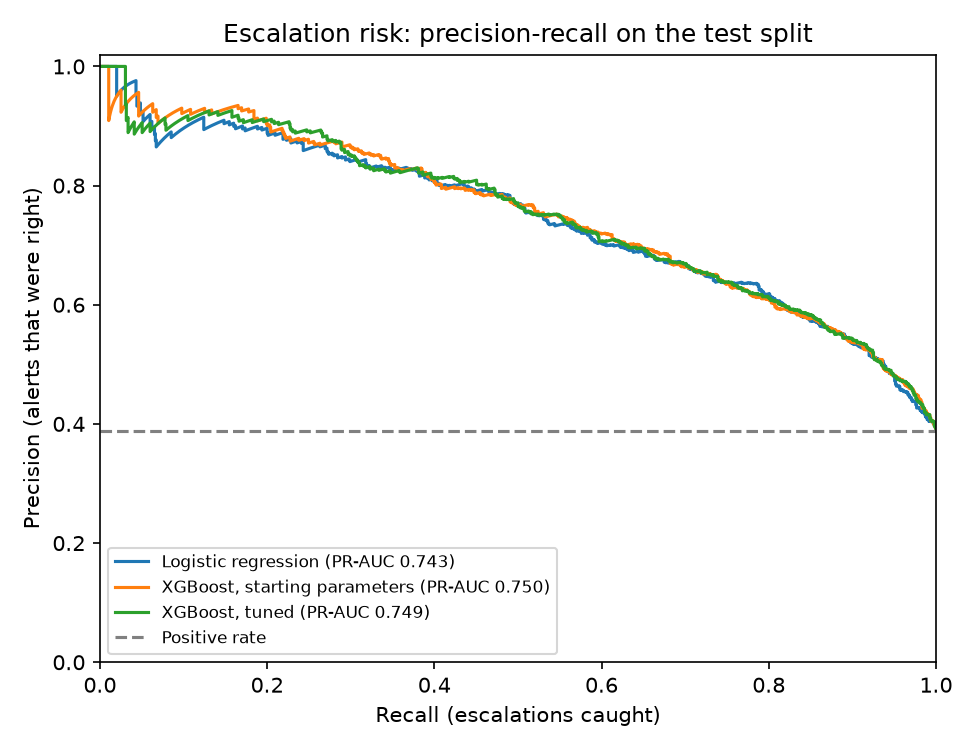 Escalation risk: precision-recall on the test split
1.0
0.8
0.6
0.4
0.2
0.0
Precision (alerts that were right)
Logistic regression (PR-AUC 0.743)
XGBoost, starting parameters (PR-AUC 0.750)
XGBoost, tuned (PR-AUC 0.749)
Positive rate
0.0 0.2 0.4 0.6 0.8 1.0
Recall (escalations caught)